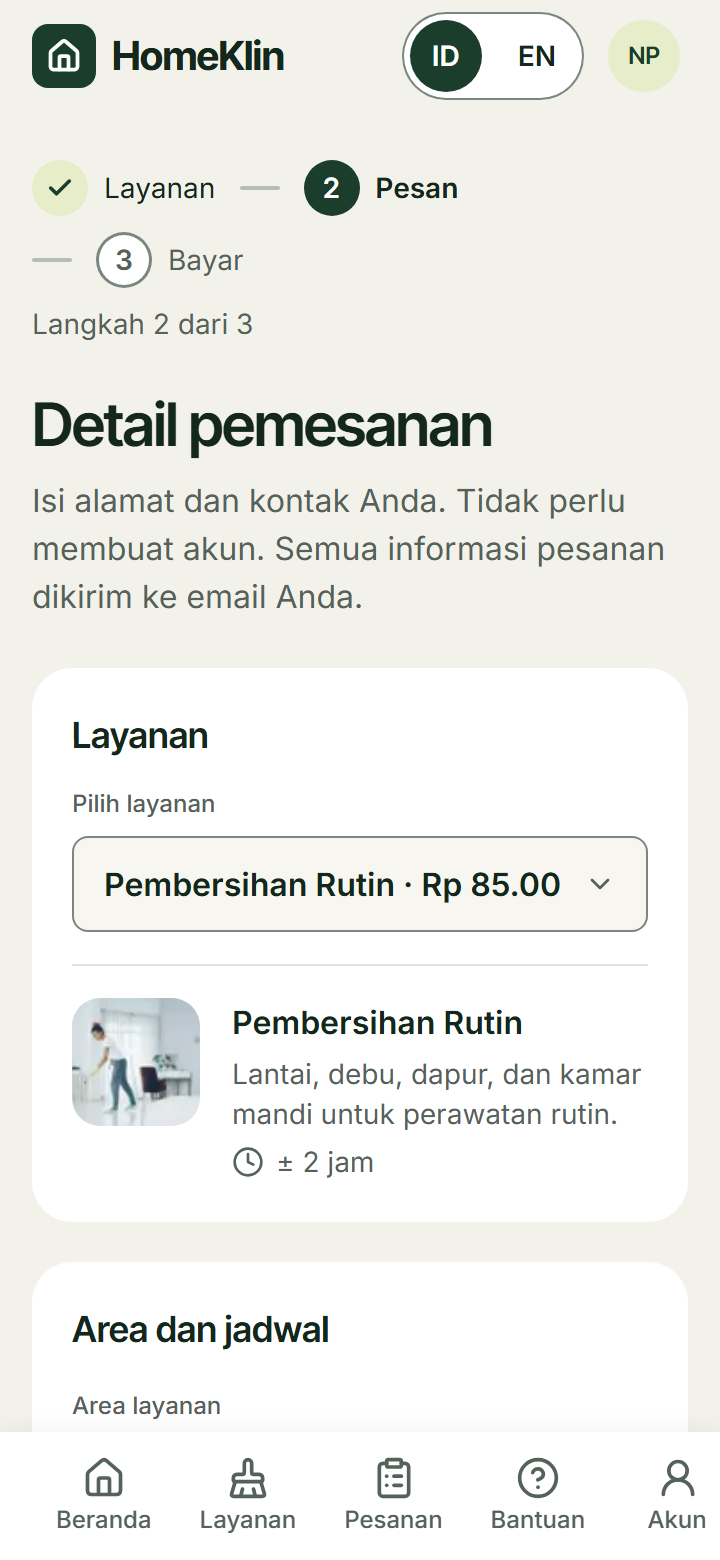 HomeKlin
ID EN NP
Layanan 2 Pesan
3 Bayar
Langkah 2 dari 3
Detail pemesanan
Isi alamat dan kontak Anda. Tidak perlu
membuat akun. Semua informasi pesanan
dikirim ke email Anda.
Layanan
Pilih layanan
Pembersihan Rutin · Rp 85.00
Pembersihan Rutin
Lantai, debu, dapur, dan kamar
mandi untuk perawatan rutin.
± 2 jam
Area dan jadwal
Area layanan
Beranda Layanan Pesanan Bantuan Akun